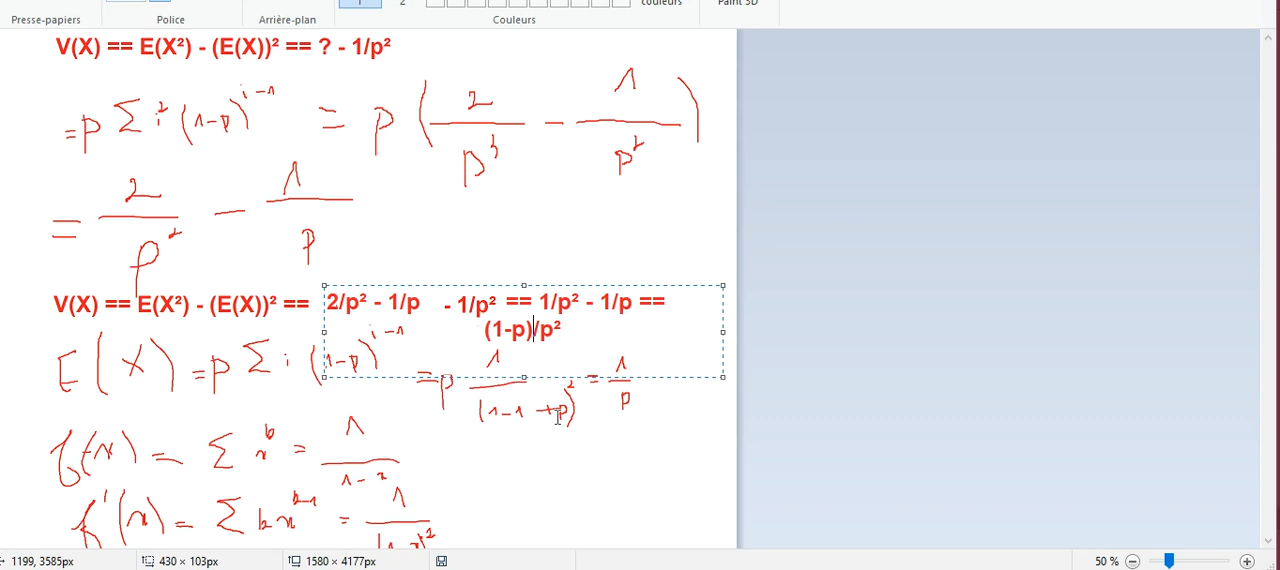 1 2 couleurs Paint 3D
Presse-papiers Police Arrière-plan Couleurs
V(X) == E(X²) - (E(X))² == ? - 1/p²
= p Σ i² (1-p)^{i-1} = p ( 2/p³ - 1/p² )
= 2/p² - 1/p
V(X) == E(X²) - (E(X))² == 2/p² - 1/p - 1/p² == 1/p² - 1/p ==
(1-p)/p²
E(X) = p Σ i (1-p)^{i-1} = p 1/(1-1+p)² = 1/p
f(x) = Σ x^k = 1/1-x
f'(x) = Σ k x^{k-1} = 1/(1-x)²
1199, 3585px 430 × 103px 1580 × 4177px 50 %